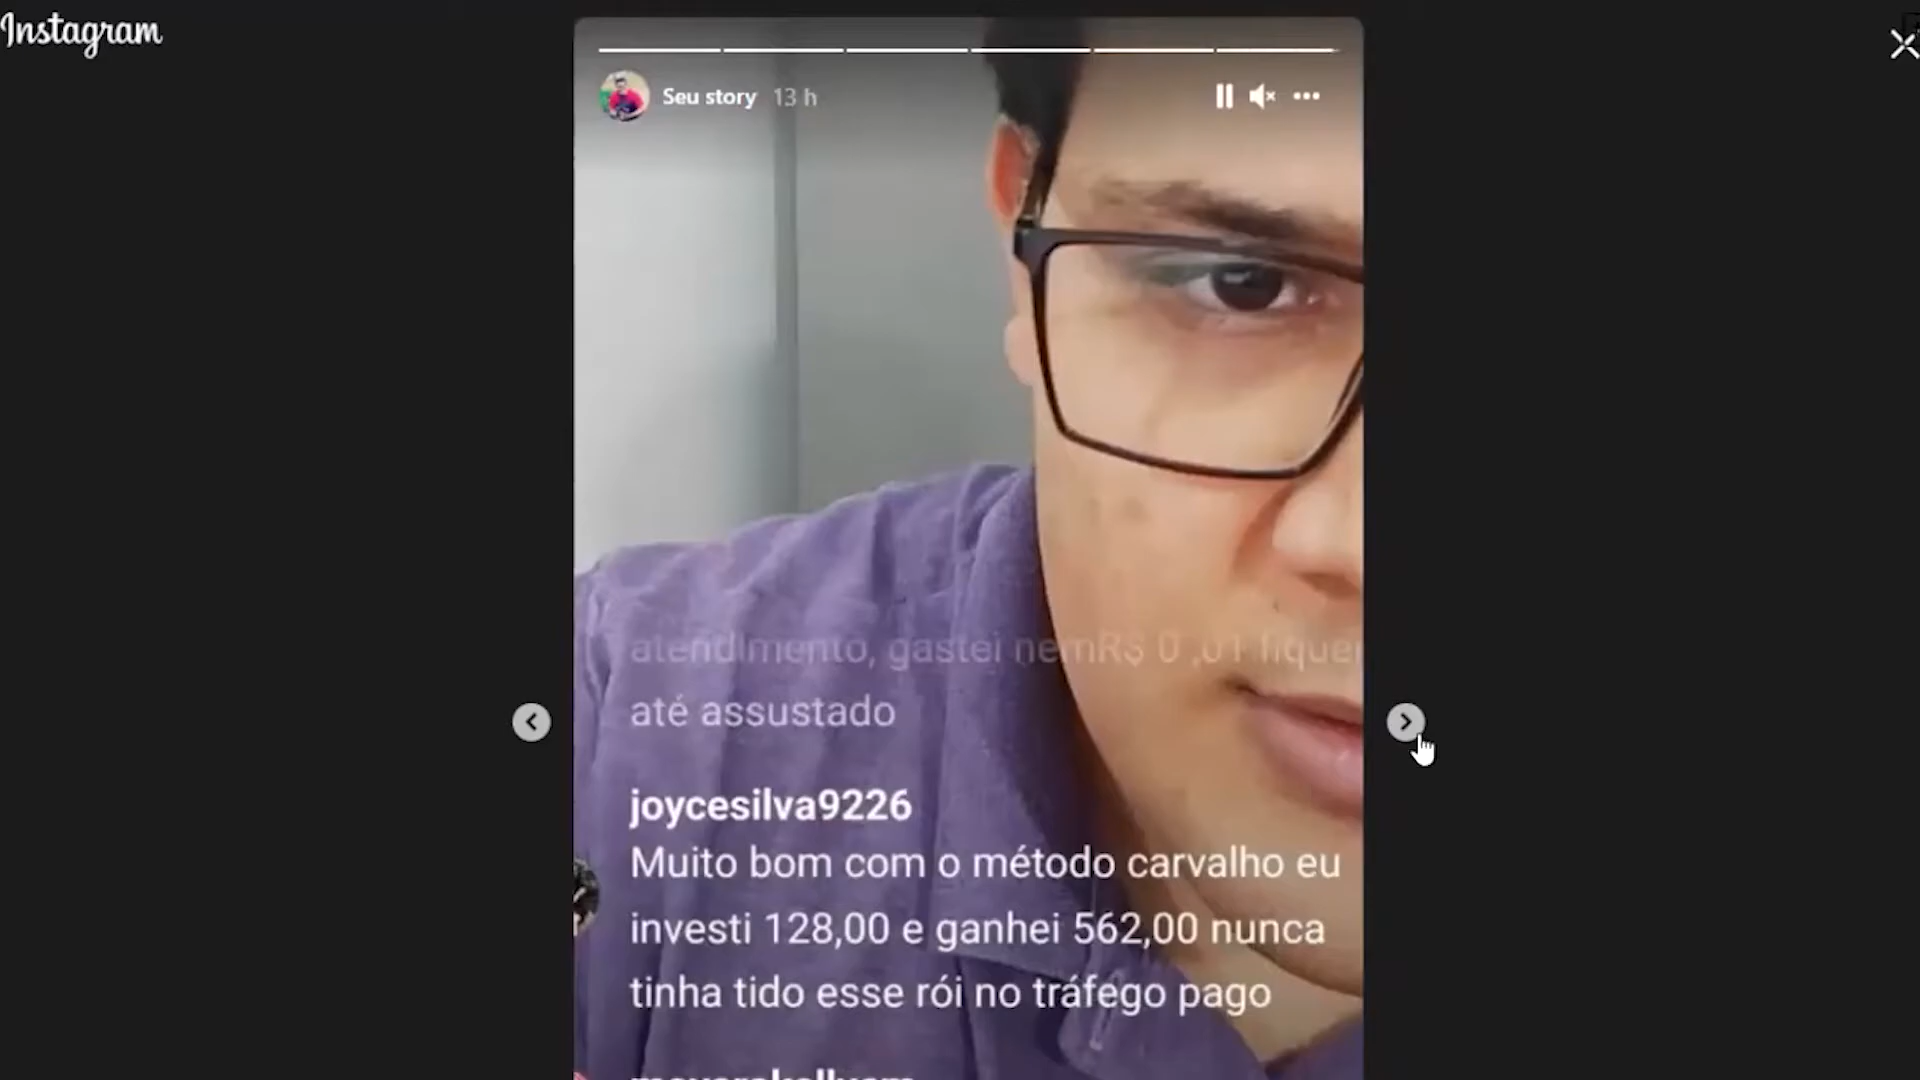 Instagram
Seu story 13 h
atendimento, gastei nemR$ 0 ,01 fiquei
até assustado
joycesilva9226
Muito bom com o método carvalho eu
investi 128,00 e ganhei 562,00 nunca
tinha tido esse rói no tráfego pago